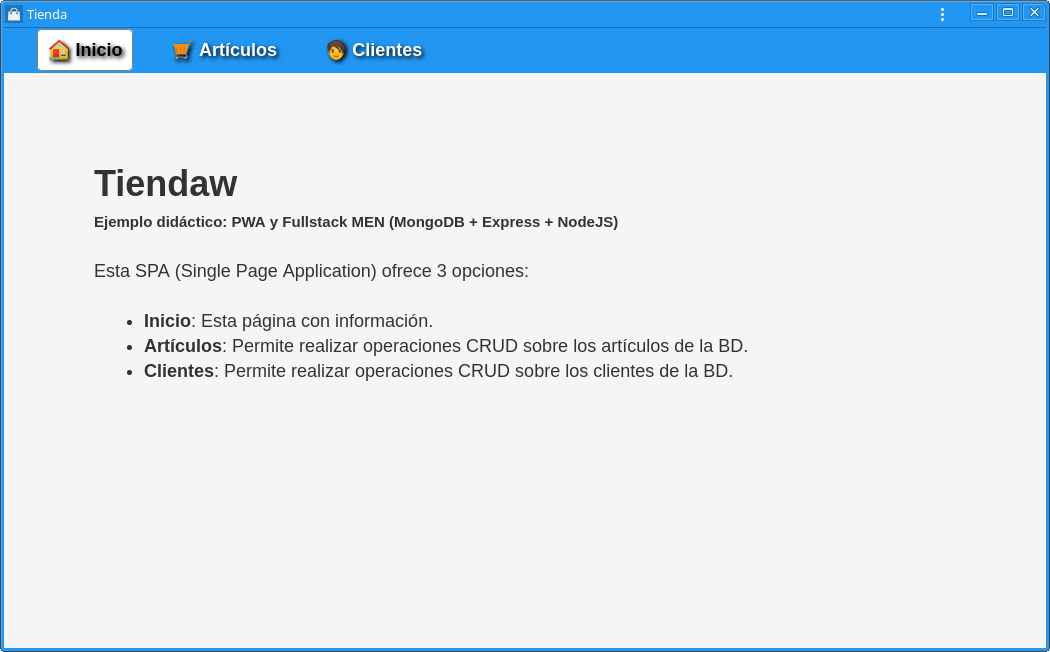 Tienda
Inicio Artículos Clientes
Tiendaw
Ejemplo didáctico: PWA y Fullstack MEN (MongoDB + Express + NodeJS)
Esta SPA (Single Page Application) ofrece 3 opciones:
• Inicio: Esta página con información.
• Artículos: Permite realizar operaciones CRUD sobre los artículos de la BD.
• Clientes: Permite realizar operaciones CRUD sobre los clientes de la BD.